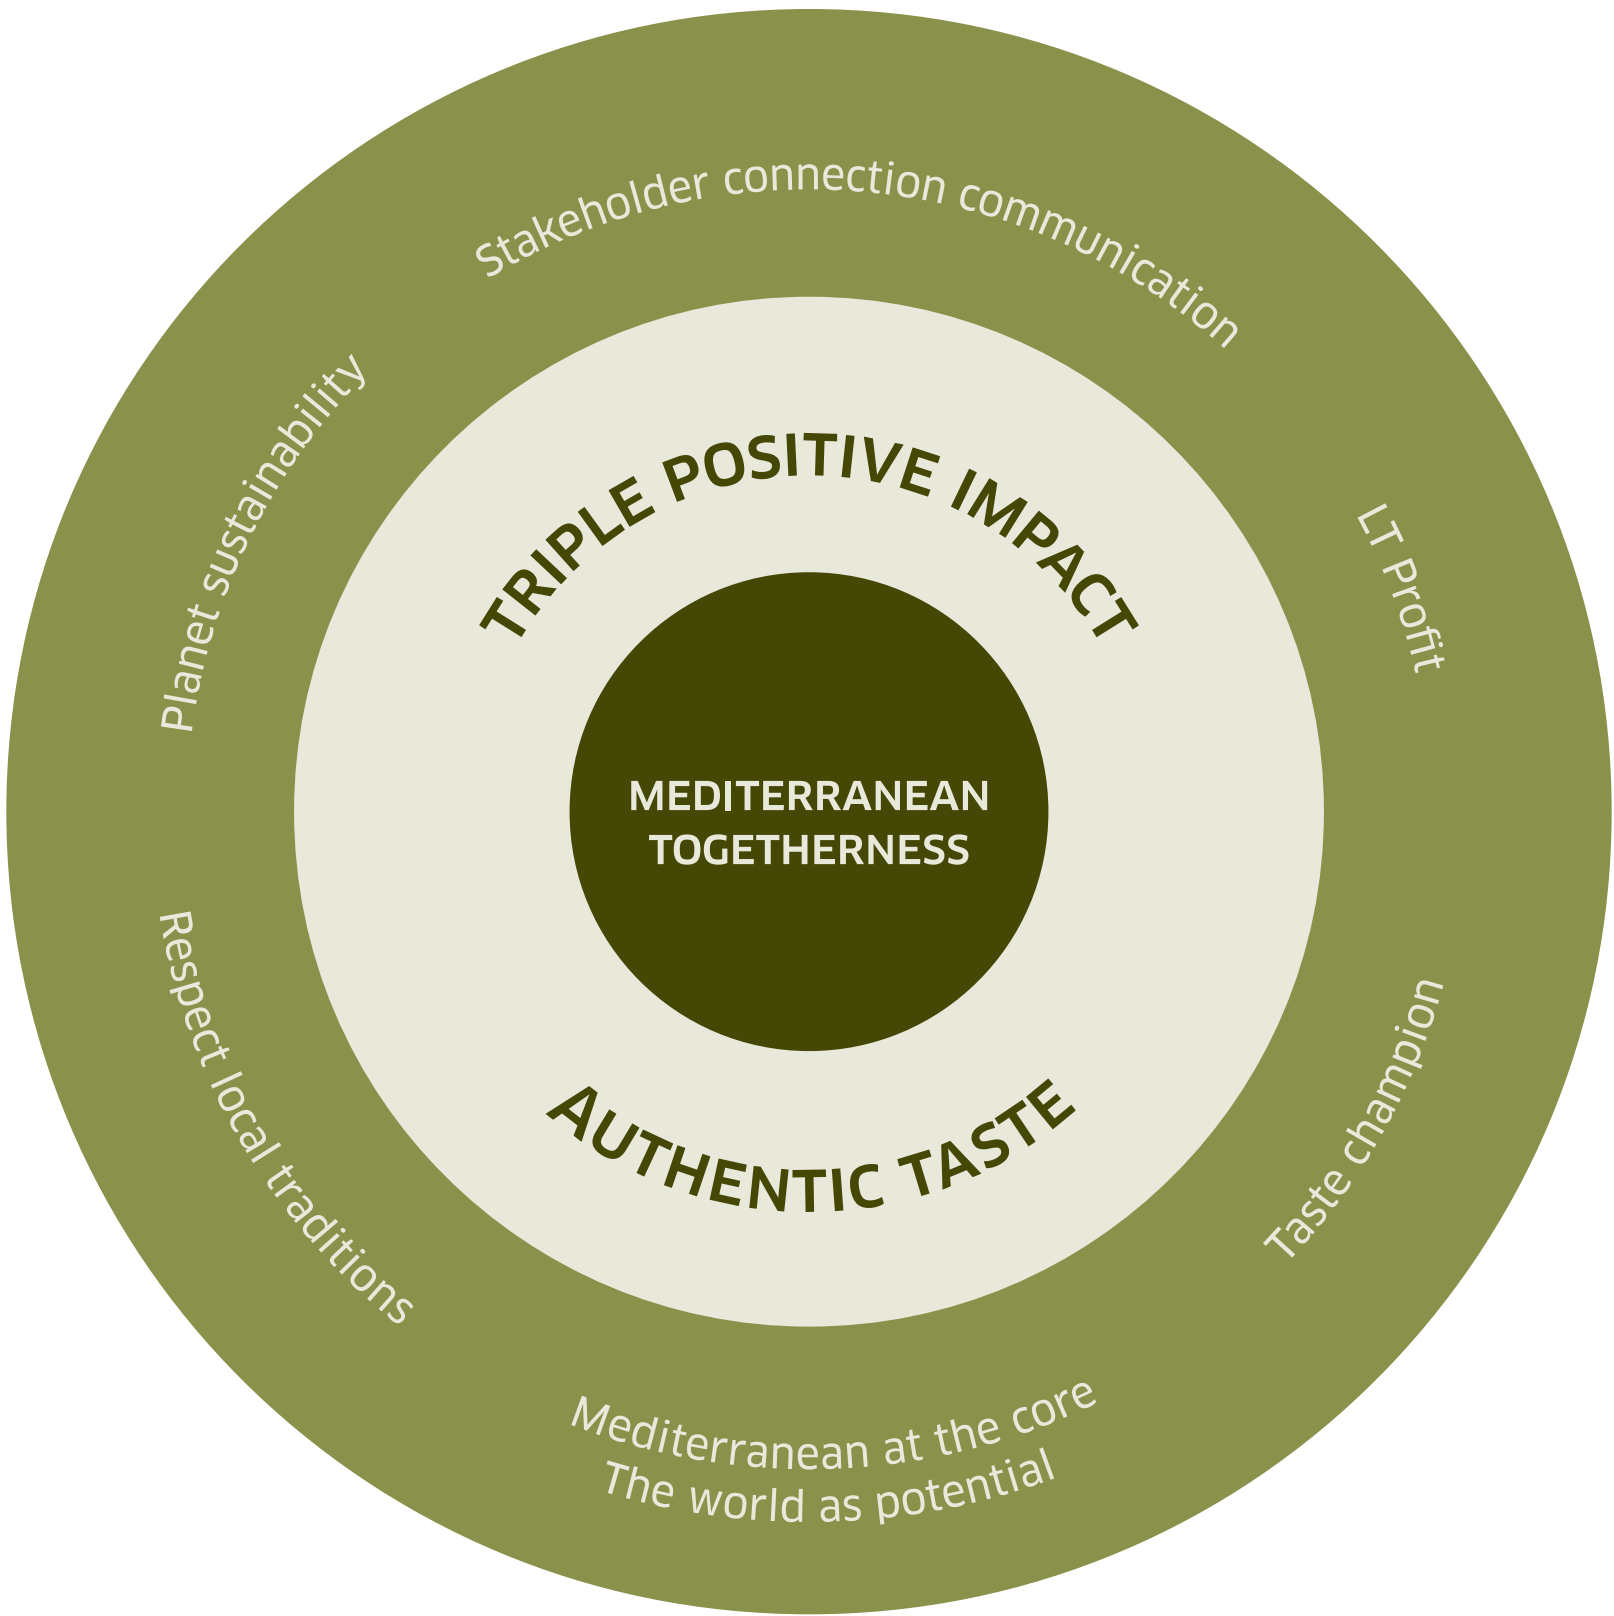 Stakeholder connection communication
Planet sustainability
LT Profit
TRIPLE POSITIVE IMPACT
MEDITERRANEAN
TOGETHERNESS
AUTHENTIC TASTE
Respect local traditions
Taste champion
Mediterranean at the core
The world as potential